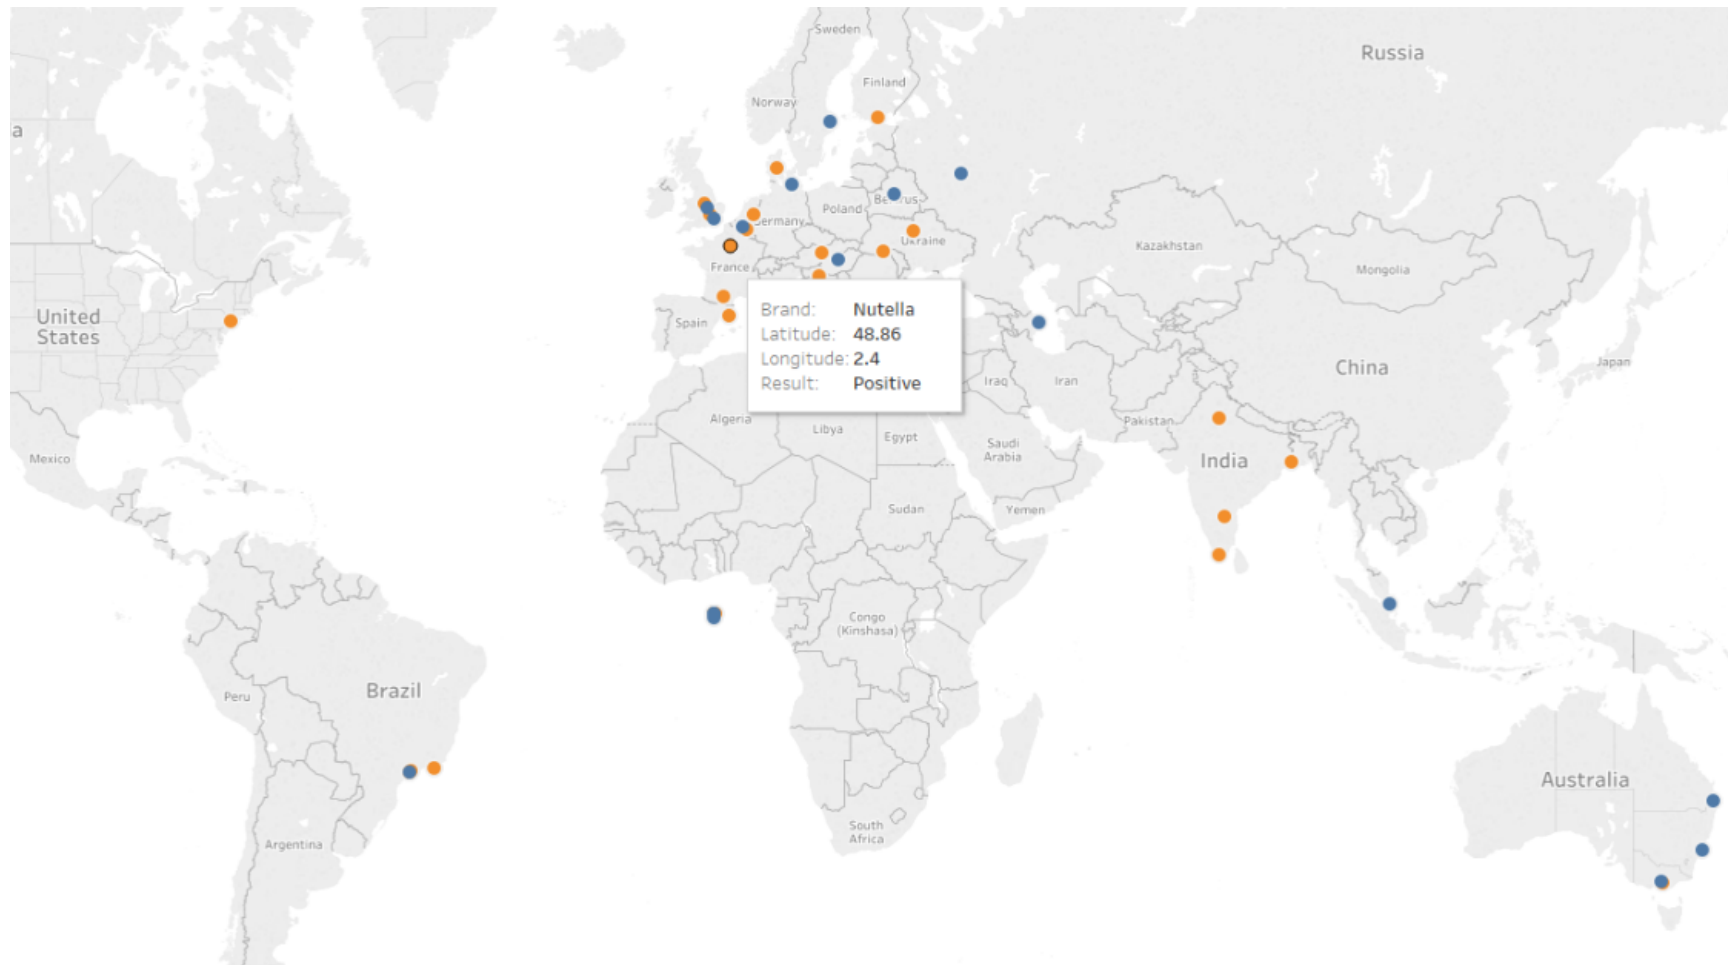 Sweden
Russia
Finland
Norway
a
Poland
Germany
Ukraine
Kazakhstan
France
Mongolia
United
States
Spain
Brand: Nutella
Latitude: 48.86
Longitude: 2.4
Result: Positive
Japan
China
Iraq
Iran
Algeria
Pakistan
Libya
Egypt
Saudi
Arabia
Mexico
India
Sudan
Yemen
Congo
(Kinshasa)
Peru
Brazil
Australia
South
Africa
Argentina